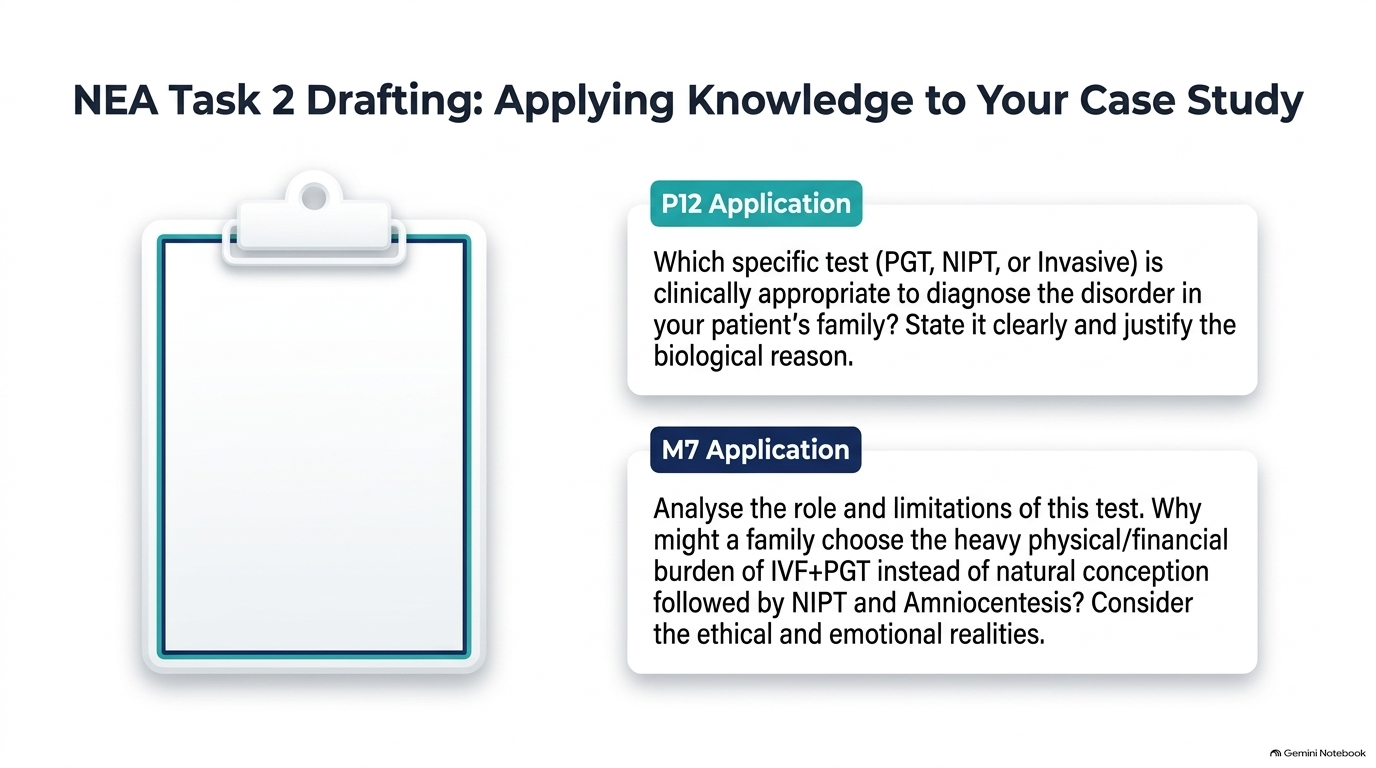 NEA Task 2 Drafting: Applying Knowledge to Your Case Study
P12 Application
Which specific test (PGT, NIPT, or Invasive) is
clinically appropriate to diagnose the disorder in
your patient’s family? State it clearly and justify the
biological reason.
M7 Application
Analyse the role and limitations of this test. Why
might a family choose the heavy physical/financial
burden of IVF+PGT instead of natural conception
followed by NIPT and Amniocentesis? Consider
the ethical and emotional realities.
Gemini Notebook